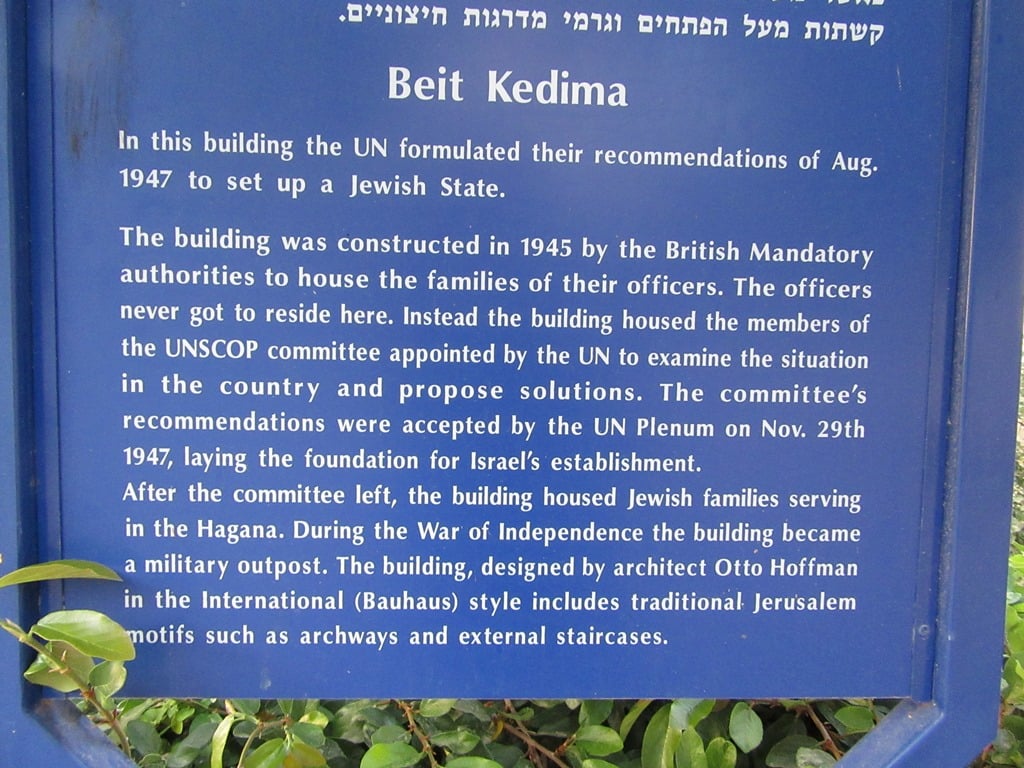 קשתות מעל הפתחים וגרמי מדרגות חיצוניים.
Beit Kedima
In this building the UN formulated their recommendations of Aug.
1947 to set up a Jewish State.
The building was constructed in 1945 by the British Mandatory
authorities to house the families of their officers. The officers
never got to reside here. Instead the building housed the members of
the UNSCOP committee appointed by the UN to examine the situation
in the country and propose solutions. The committee's
recommendations were accepted by the UN Plenum on Nov. 29th
1947, laying the foundation for Israel's establishment.
After the committee left, the building housed Jewish families serving
in the Hagana. During the War of Independence the building became
a military outpost. The building, designed by architect Otto Hoffman
in the International (Bauhaus) style includes traditional Jerusalem
motifs such as archways and external staircases.